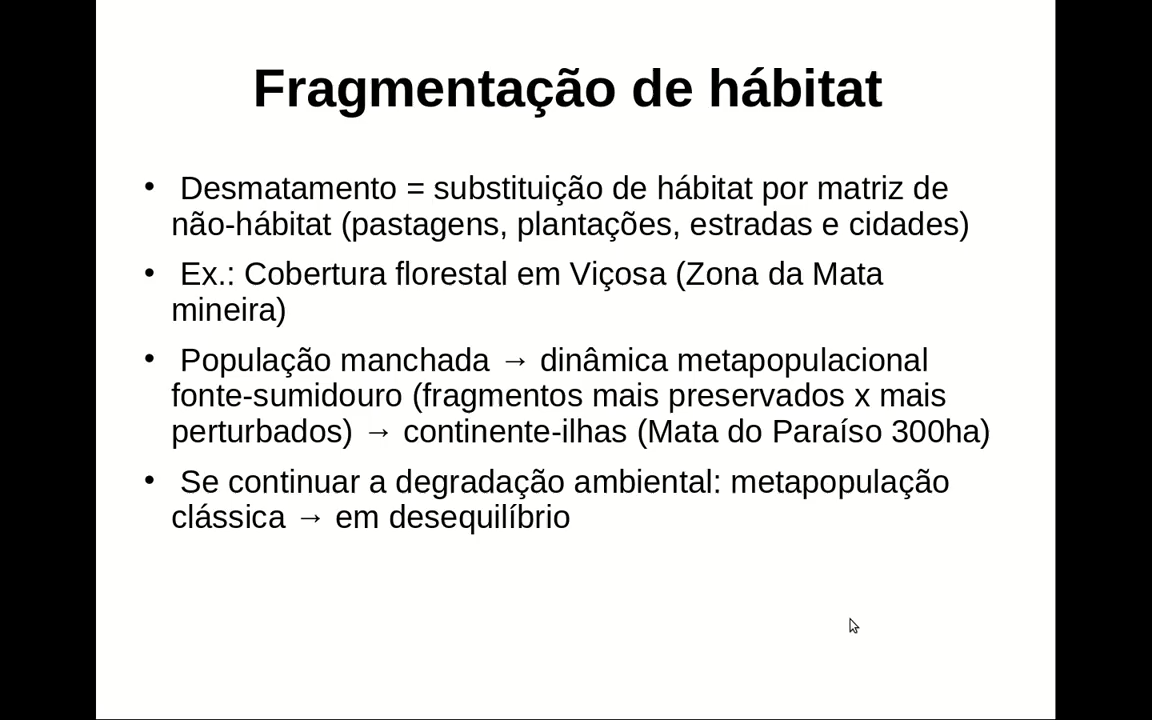 Fragmentação de hábitat
• Desmatamento = substituição de hábitat por matriz de
não-hábitat (pastagens, plantações, estradas e cidades)
• Ex.: Cobertura florestal em Viçosa (Zona da Mata
mineira)
• População manchada → dinâmica metapopulacional
fonte-sumidouro (fragmentos mais preservados x mais
perturbados) → continente-ilhas (Mata do Paraíso 300ha)
• Se continuar a degradação ambiental: metapopulação
clássica → em desequilíbrio